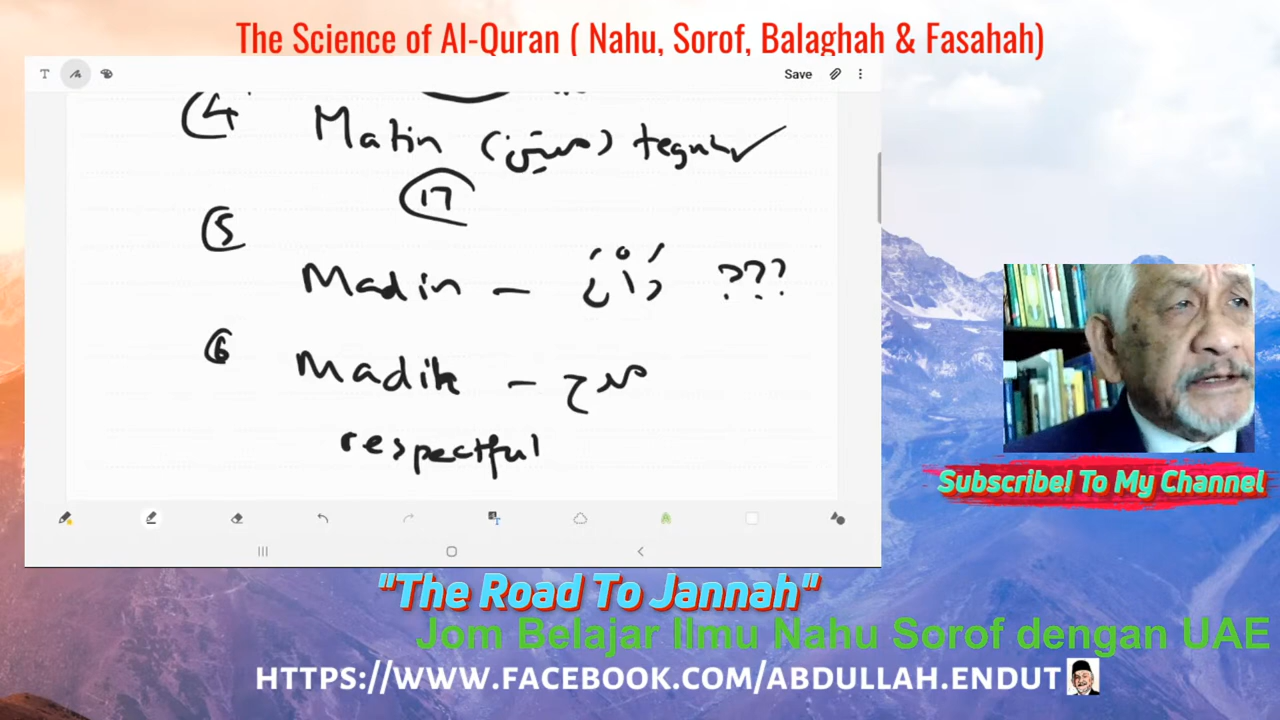 The Science of Al-Quran ( Nahu, Sorof, Balaghah & Fasahah)
T Save
4 Matin (متين) teguh ✓
17
5
Madin - ???
6
Madih - مدح
respectful
Subscribe! To My Channel
"The Road To Jannah"
Jom Belajar Ilmu Nahu Sorof dengan UAE
HTTPS://WWW.FACEBOOK.COM/ABDULLAH.ENDUT